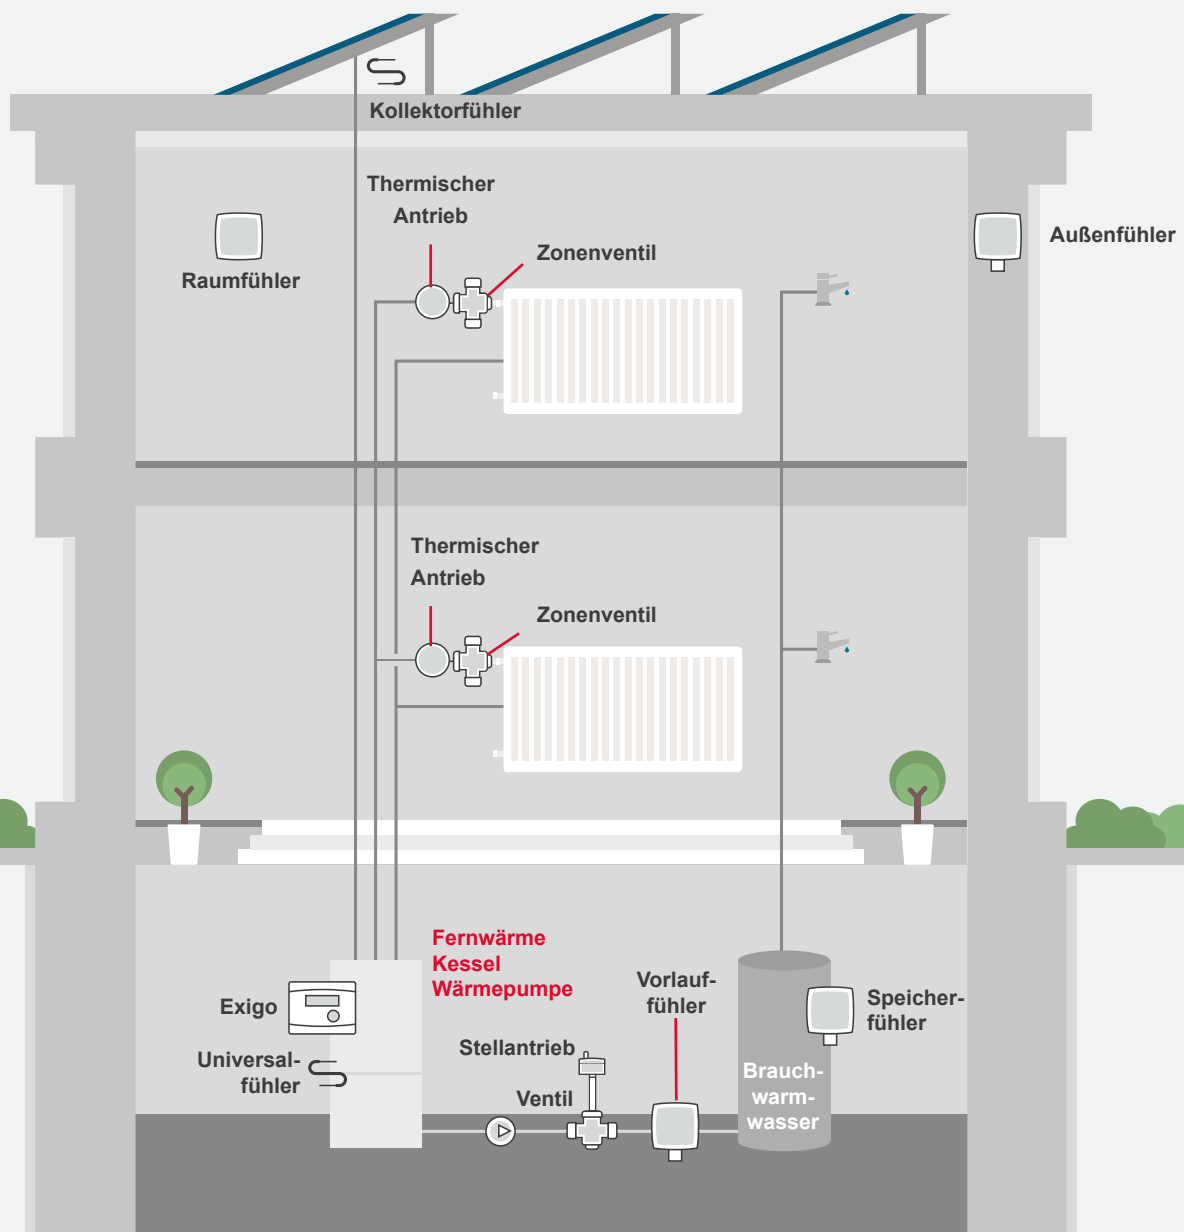 Kollektorfühler
Thermischer
Antrieb
Zonenventil
Raumfühler
Außenfühler
Thermischer
Antrieb
Zonenventil
Fernwärme
Kessel
Wärmepumpe
Exigo
Universal-
fühler
Stellantrieb
Ventil
Vorlauf-
fühler
Speicher-
fühler
Brauch-
warm-
wasser